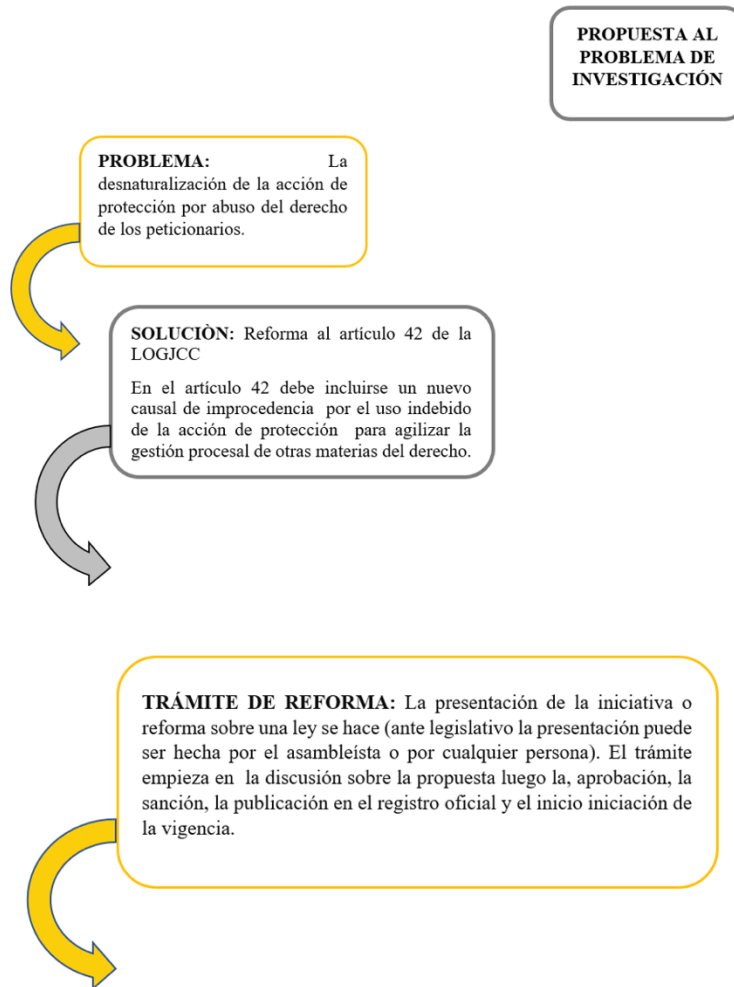 PROPUESTA AL
PROBLEMA DE
INVESTIGACIÓN
PROBLEMA: La
desnaturalización de la acción de
protección por abuso del derecho
de los peticionarios.
SOLUCIÒN: Reforma al artículo 42 de la
LOGJCC
En el artículo 42 debe incluirse un nuevo
causal de improcedencia por el uso indebido
de la acción de protección para agilizar la
gestión procesal de otras materias del derecho.
TRÁMITE DE REFORMA: La presentación de la iniciativa o
reforma sobre una ley se hace (ante legislativo la presentación puede
ser hecha por el asambleísta o por cualquier persona). El trámite
empieza en la discusión sobre la propuesta luego la, aprobación, la
sanción, la publicación en el registro oficial y el inicio iniciación de
la vigencia.